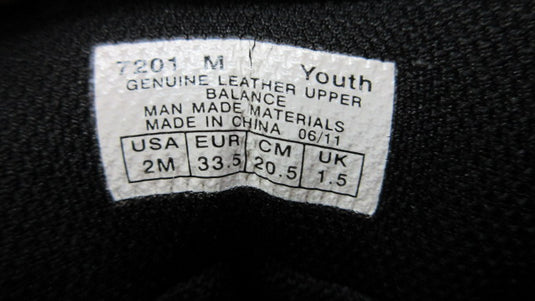 7201 M Youth
GENUINE LEATHER UPPER
BALANCE
MAN MADE MATERIALS
MADE IN CHINA 06/11
USA EUR CM UK
2M 33.5 20.5 1.5